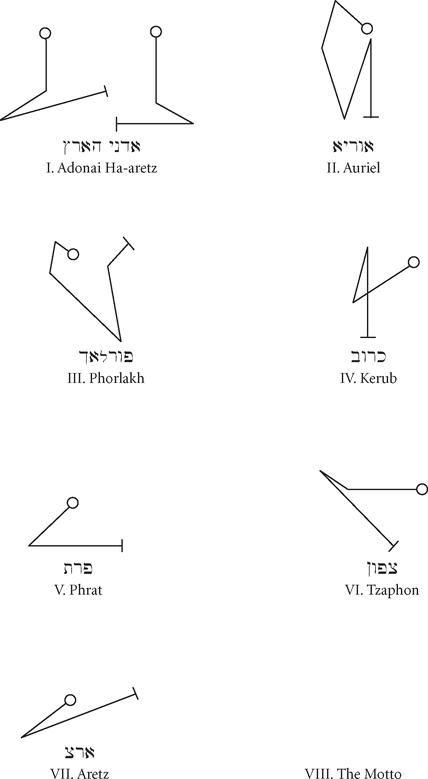 אדני הארץ
I. Adonai Ha-aretz
אוריא
II. Auriel
פורלאך
III. Phorlakh
כרוב
IV. Kerub
פרת
V. Phrat
צפון
VI. Tzaphon
ארצ
VII. Aretz
VIII. The Motto